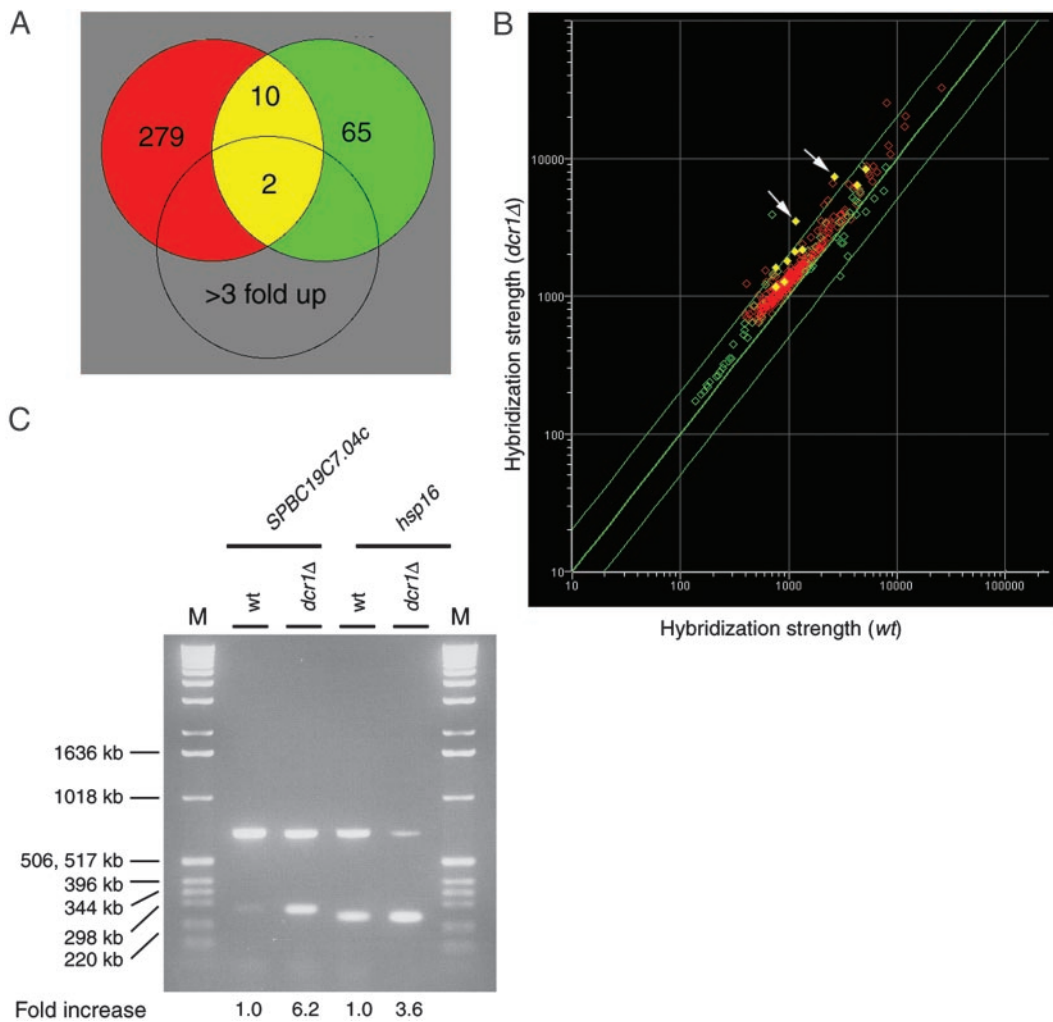 A
279
10
65
2
>3 fold up
B
10000
1000
100
10
10
100
1000
10000
100000
Hybridization strength (dcr1Δ)
Hybridization strength (wt)
C
SPBC19C7.04c
hsp16
M
wt
dcr1Δ
wt
dcr1Δ
M
1636 kb
1018 kb
506, 517 kb
396 kb
344 kb
298 kb
220 kb
Fold increase 1.0 6.2 1.0 3.6